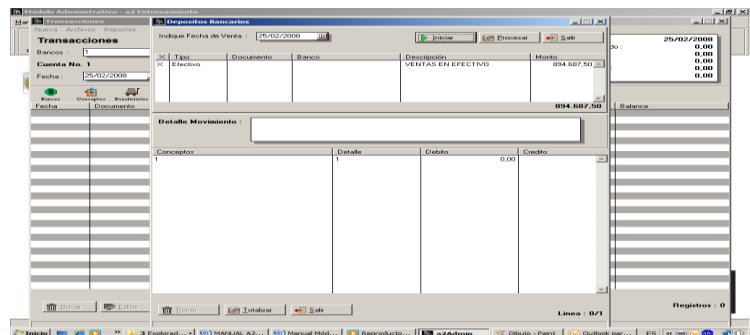 Módulo Administrativo - a2 Entrenamiento
Transacciones
Nueva Archivos Reportes
Transacciones
Bancos : 1
Cuenta No. 1
Fecha: 25/02/2008
Bancos Conceptos Beneficiarios
Fecha Documento
Borrar Editar
Depositos Bancarios
Indique Fecha de Venta : 25/02/2008
Iniciar Procesar Salir
X Tipo Documento Banco Descripción Monto
X Efectivo VENTAS EN EFECTIVO 894.687,50
894.687,50
Detalle Movimiento :
Conceptos Detalle Debito Credito
1 1 0,00
Borrar Totalizar Salir
Linea : 0/1
25/02/2008
0,00
0,00
0,00
0,00
0,00
Balance
Registros : 0
Inicio 3 Explorad... MANUAL A2... Manual Mód... Reproducto... a2Admin Dibujo - Paint Outlook par... ES